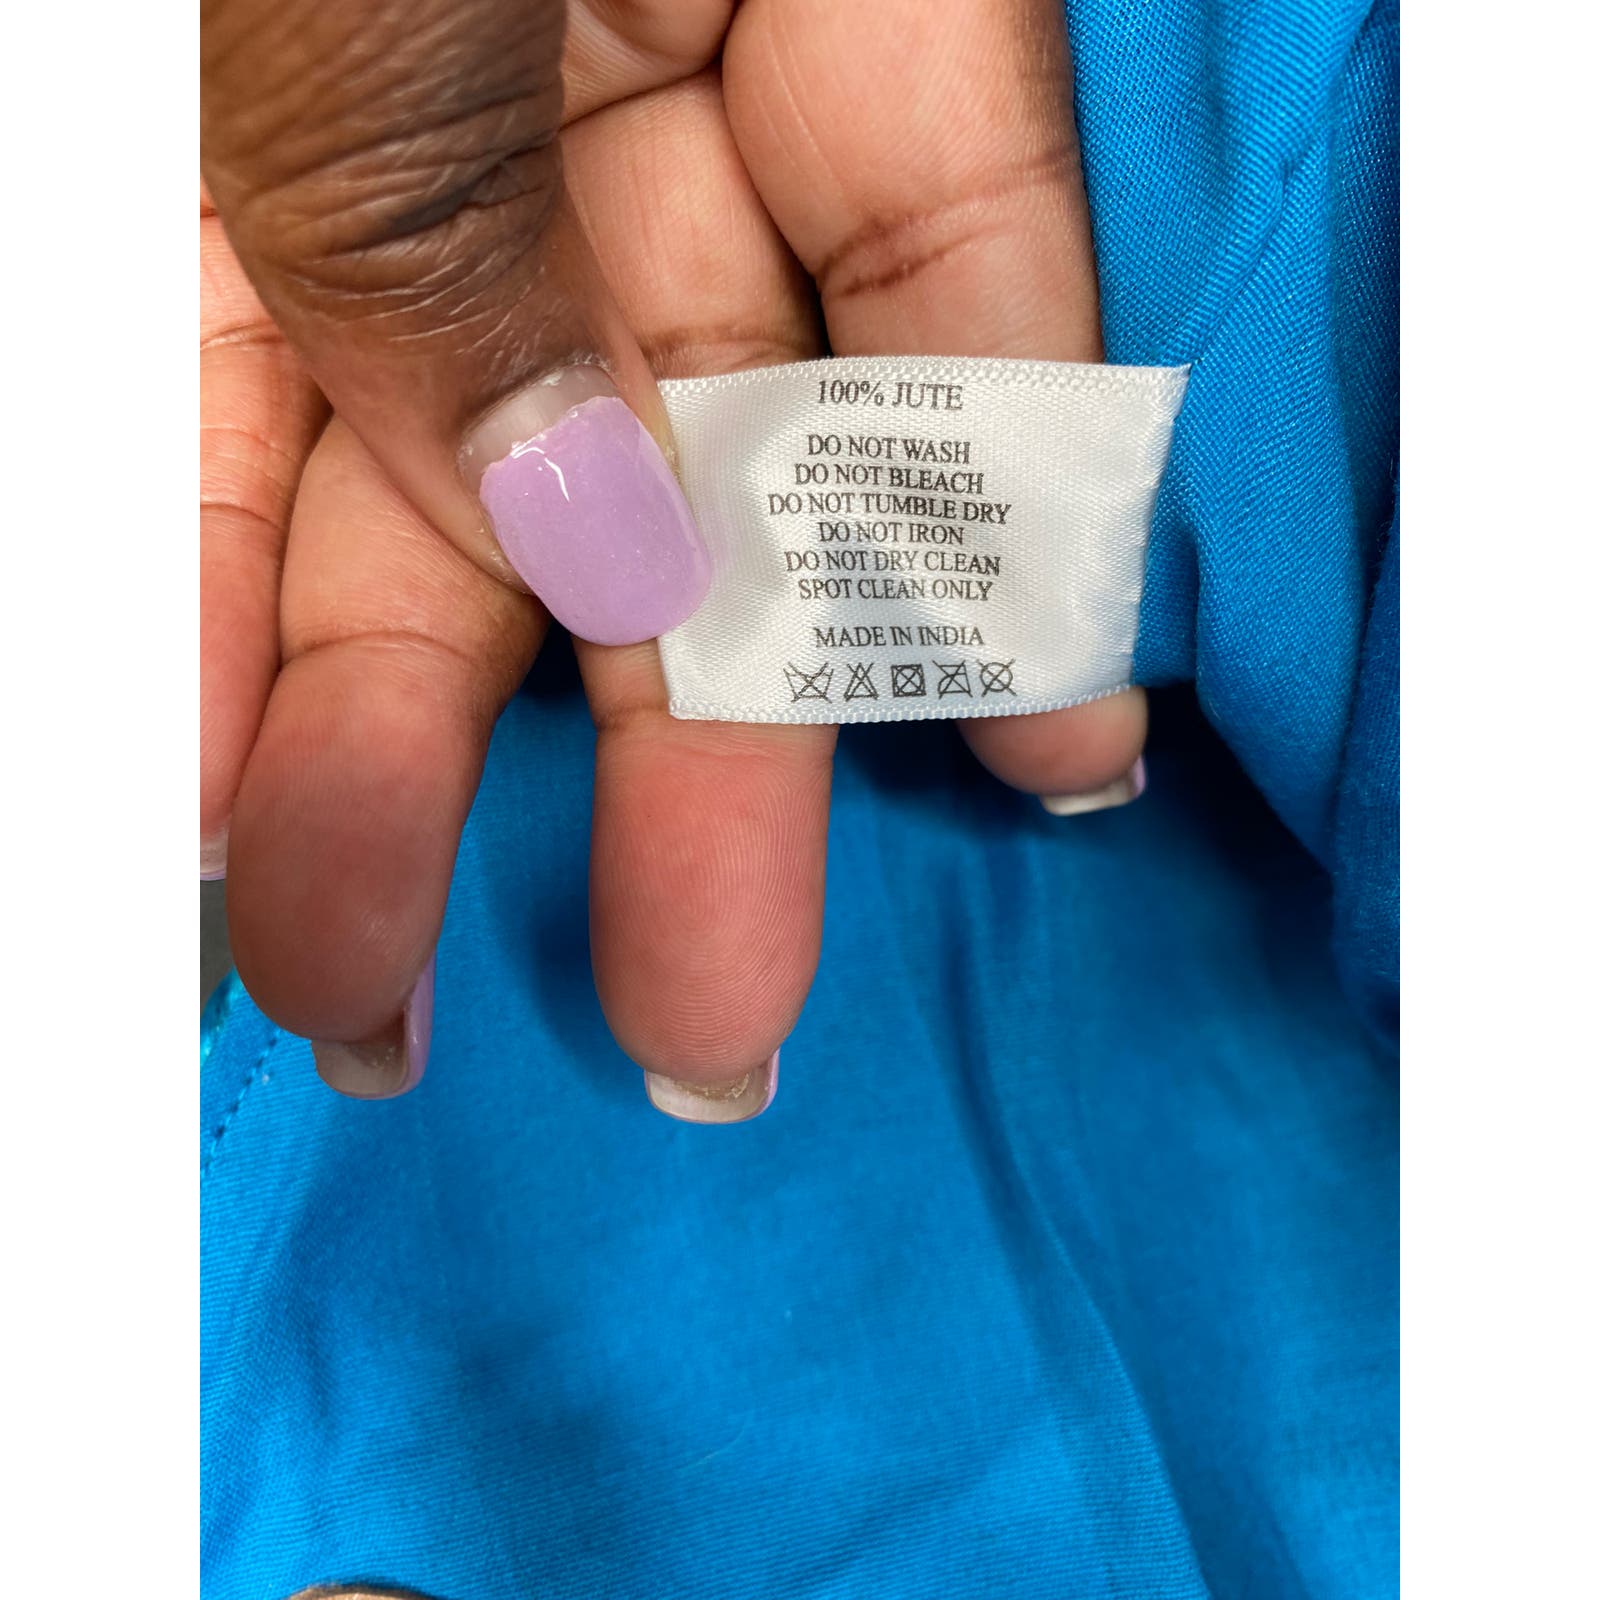 100% JUTE
DO NOT WASH
DO NOT BLEACH
DO NOT TUMBLE DRY
DO NOT IRON
DO NOT DRY CLEAN
SPOT CLEAN ONLY
MADE IN INDIA